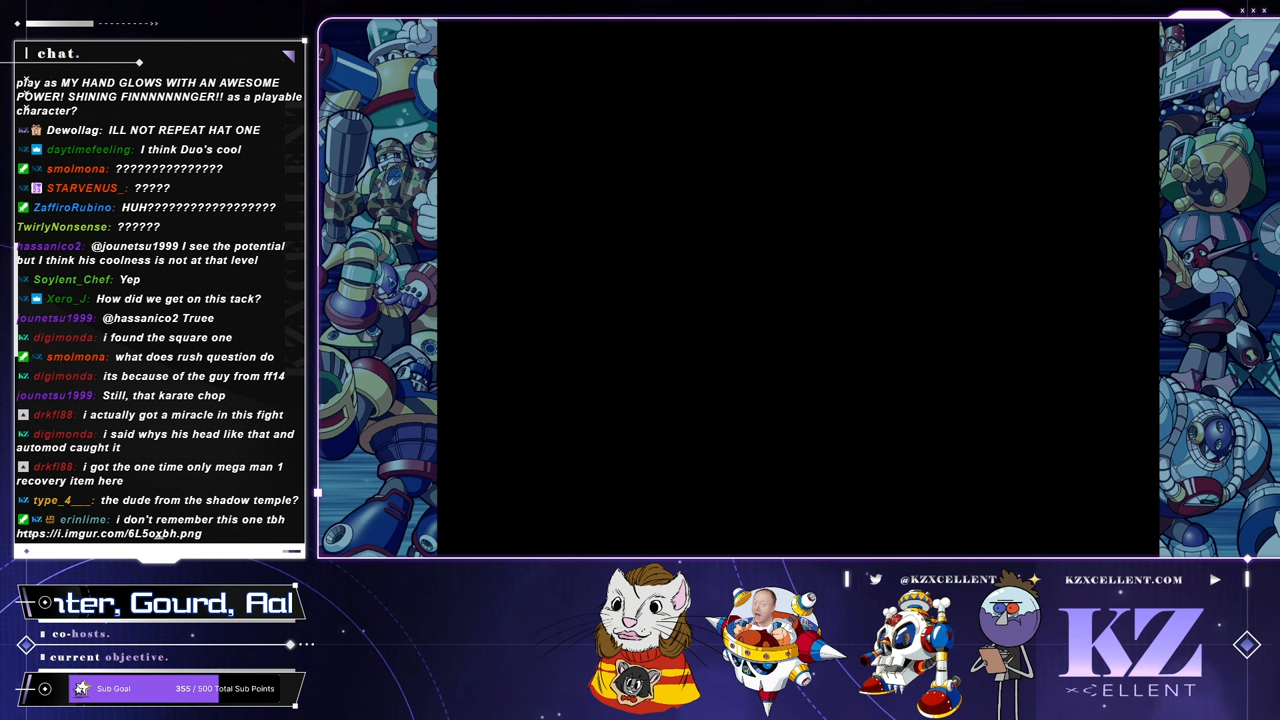 chat.
play as MY HAND GLOWS WITH AN AWESOME
POWER! SHINING FINNNNNNGER!! as a playable
character?
Dewollag: ILL NOT REPEAT HAT ONE
daytimefeeling: I think Duo's cool
smolmona: ???????????????
STARVENUS_: ?????
ZaffiroRubino: HUH??????????????????
TwirlyNonsense: ??????
hassanico2: @jounetsu1999 I see the potential
but I think his coolness is not at that level
Soylent_Chef: Yep
Xero_J: How did we get on this tack?
jounetsu1999: @hassanico2 Truee
digimonda: i found the square one
smolmona: what does rush question do
digimonda: its because of the guy from ff14
jounetsu1999: Still, that karate chop
drkfl88: i actually got a miracle in this fight
digimonda: i said whys his head like that and
automod caught it
drkfl88: i got the one time only mega man 1
recovery item here
type_4___: the dude from the shadow temple?
erinlime: i don't remember this one tbh
https://i.imgur.com/6L5oxbh.png
nter, Gourd, Aal
co-hosts.
current objective.
Sub Goal 355 / 500 Total Sub Points
@KZXCELLENT
KZXCELLENT.COM
KZ
XCELLENT